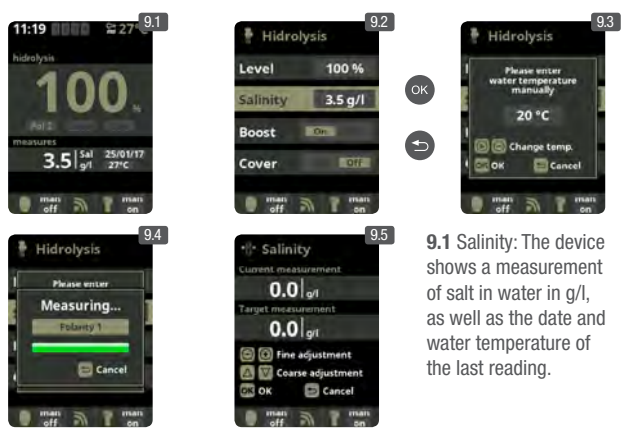 9.1
11:19 27°C
hidrolysis
100 %
Pol 1
measures
3.5 Sal g/l 25/01/17 27°C
man off man on
9.2
Hidrolysis
Level 100 %
Salinity 3.5 g/l
Boost On
Cover Off
man off man on
OK
9.3
Hidrolysis
Please enter
water temperature
manually
20 °C
Change temp.
OK OK Cancel
man off man on
9.4
Hidrolysis
Please enter
Measuring...
Polarity 1
Cancel
man off man on
9.5
Salinity
Current measurement
0.0 g/l
Target measurement
0.0 g/l
Fine adjustment
Coarse adjustment
OK OK Cancel
man off man on
9.1 Salinity: The device
shows a measurement
of salt in water in g/l,
as well as the date and
water temperature of
the last reading.